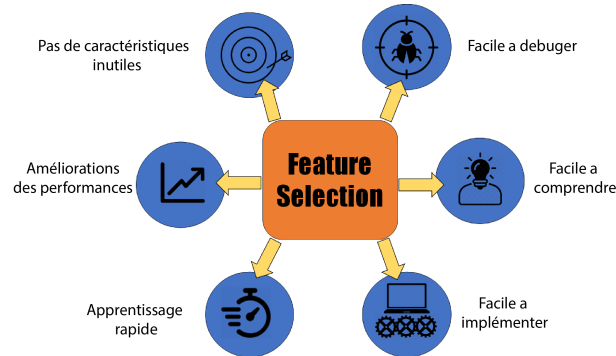 Pas de caractéristiques
inutiles
Facile a debuger
Améliorations
des performances
Feature
Selection
Facile a
comprendre
Apprentissage
rapide
Facile a
implémenter